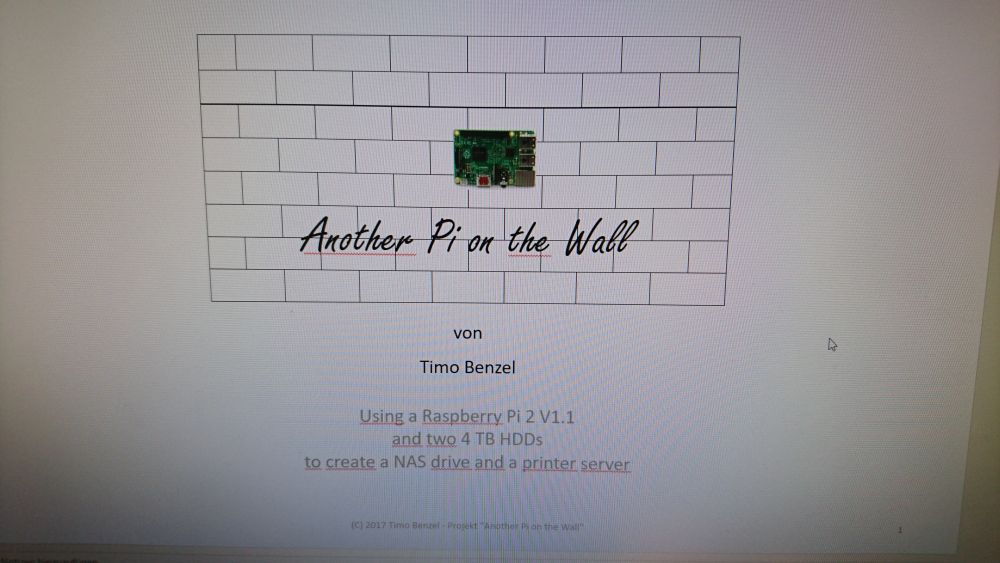 Another Pi on the Wall
von
Timo Benzel
Using a Raspberry Pi 2 V1.1
and two 4 TB HDDs
to create a NAS drive and a printer server
(C) 2017 Timo Benzel - Projekt "Another Pi on the Wall"
1